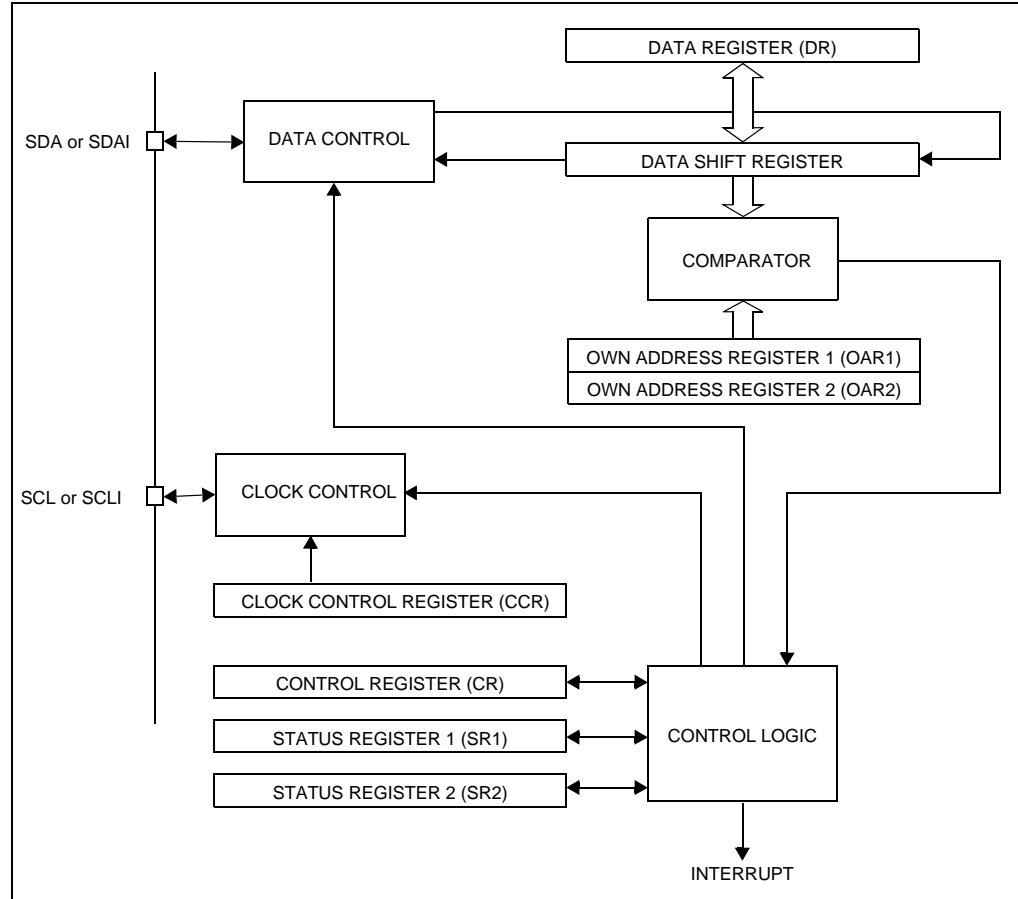 DATA REGISTER (DR)
SDA or SDAI
DATA CONTROL
DATA SHIFT REGISTER
COMPARATOR
OWN ADDRESS REGISTER 1 (OAR1)
OWN ADDRESS REGISTER 2 (OAR2)
SCL or SCLI
CLOCK CONTROL
CLOCK CONTROL REGISTER (CCR)
CONTROL REGISTER (CR)
STATUS REGISTER 1 (SR1)
CONTROL LOGIC
STATUS REGISTER 2 (SR2)
INTERRUPT